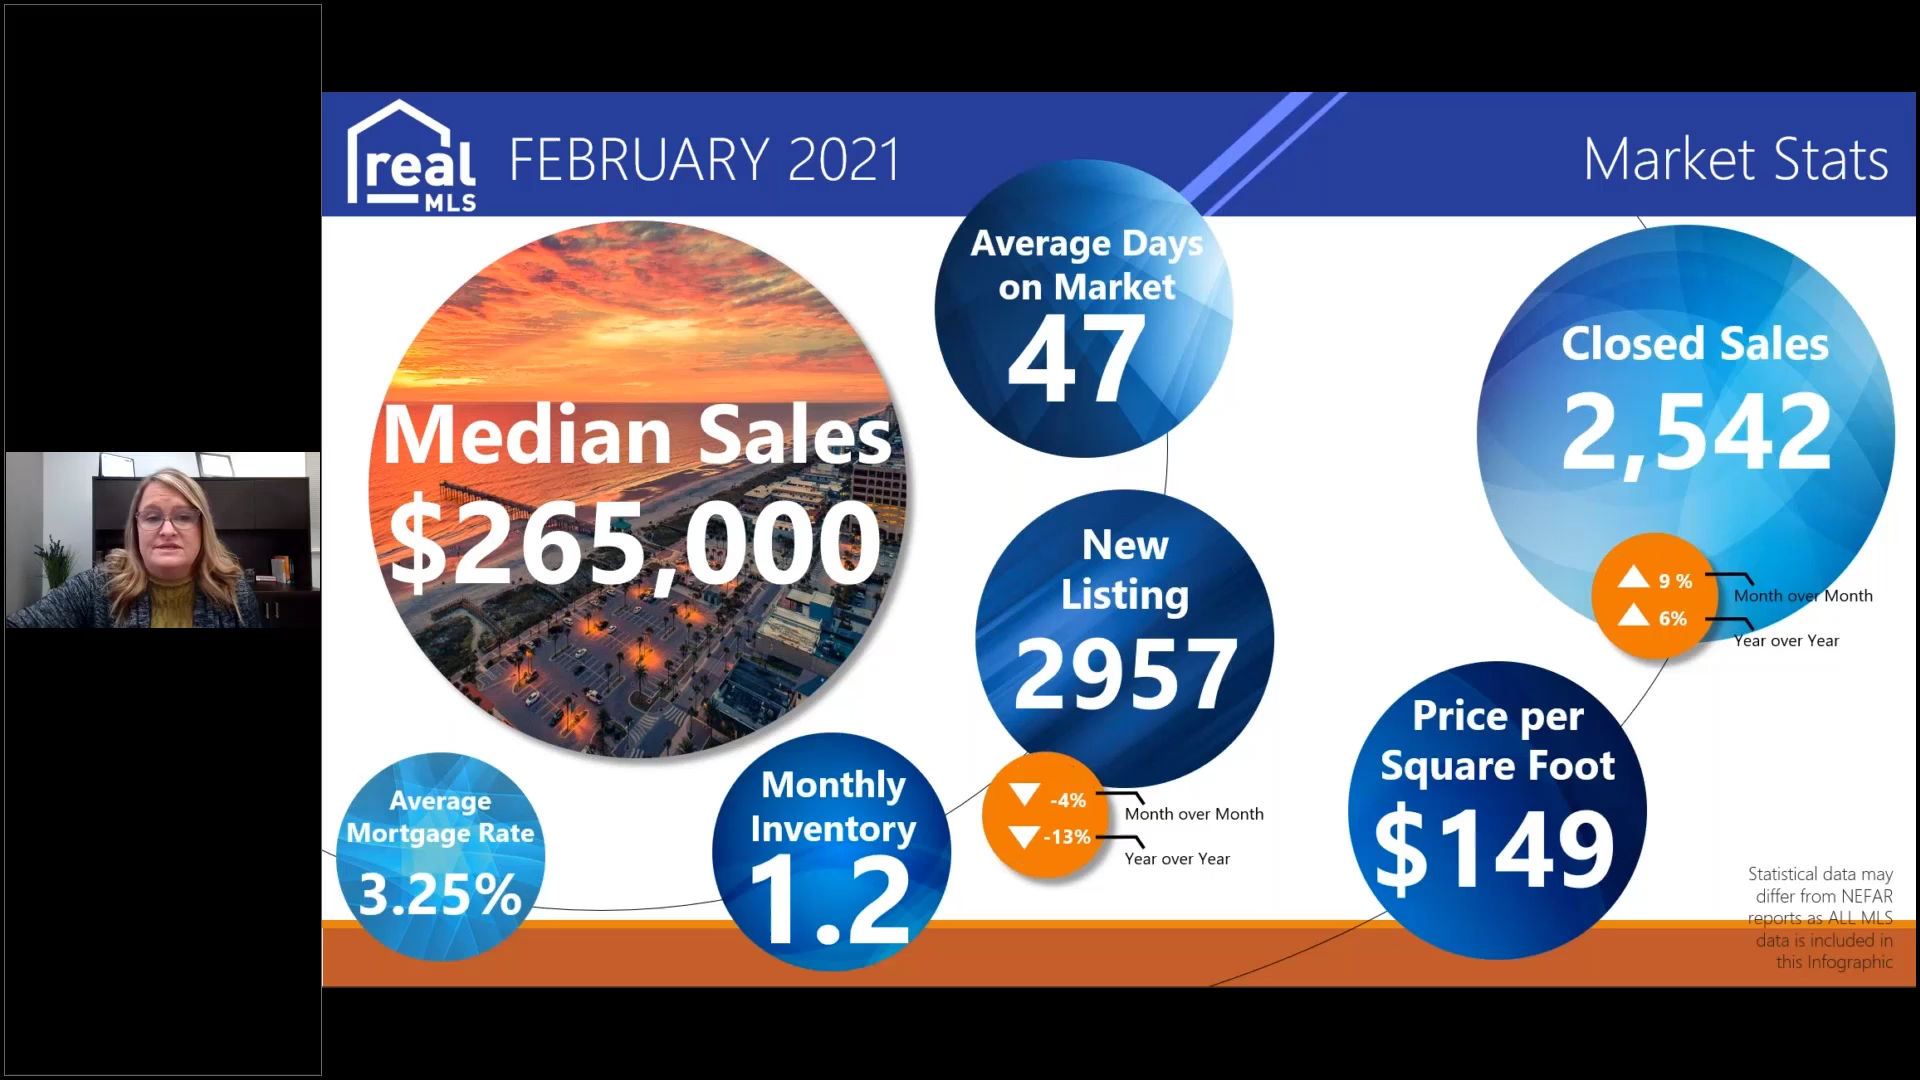 real
MLS
FEBRUARY 2021
Market Stats
Median Sales
$265,000
Average Days
on Market
47
Closed Sales
2,542
9 %
Month over Month
6%
Year over Year
New
Listing
2957
-4%
Month over Month
-13%
Year over Year
Price per
Square Foot
$149
Average
Mortgage Rate
3.25%
Monthly
Inventory
1.2
Statistical data may
differ from NEFAR
reports as ALL MLS
data is included in
this Infographic